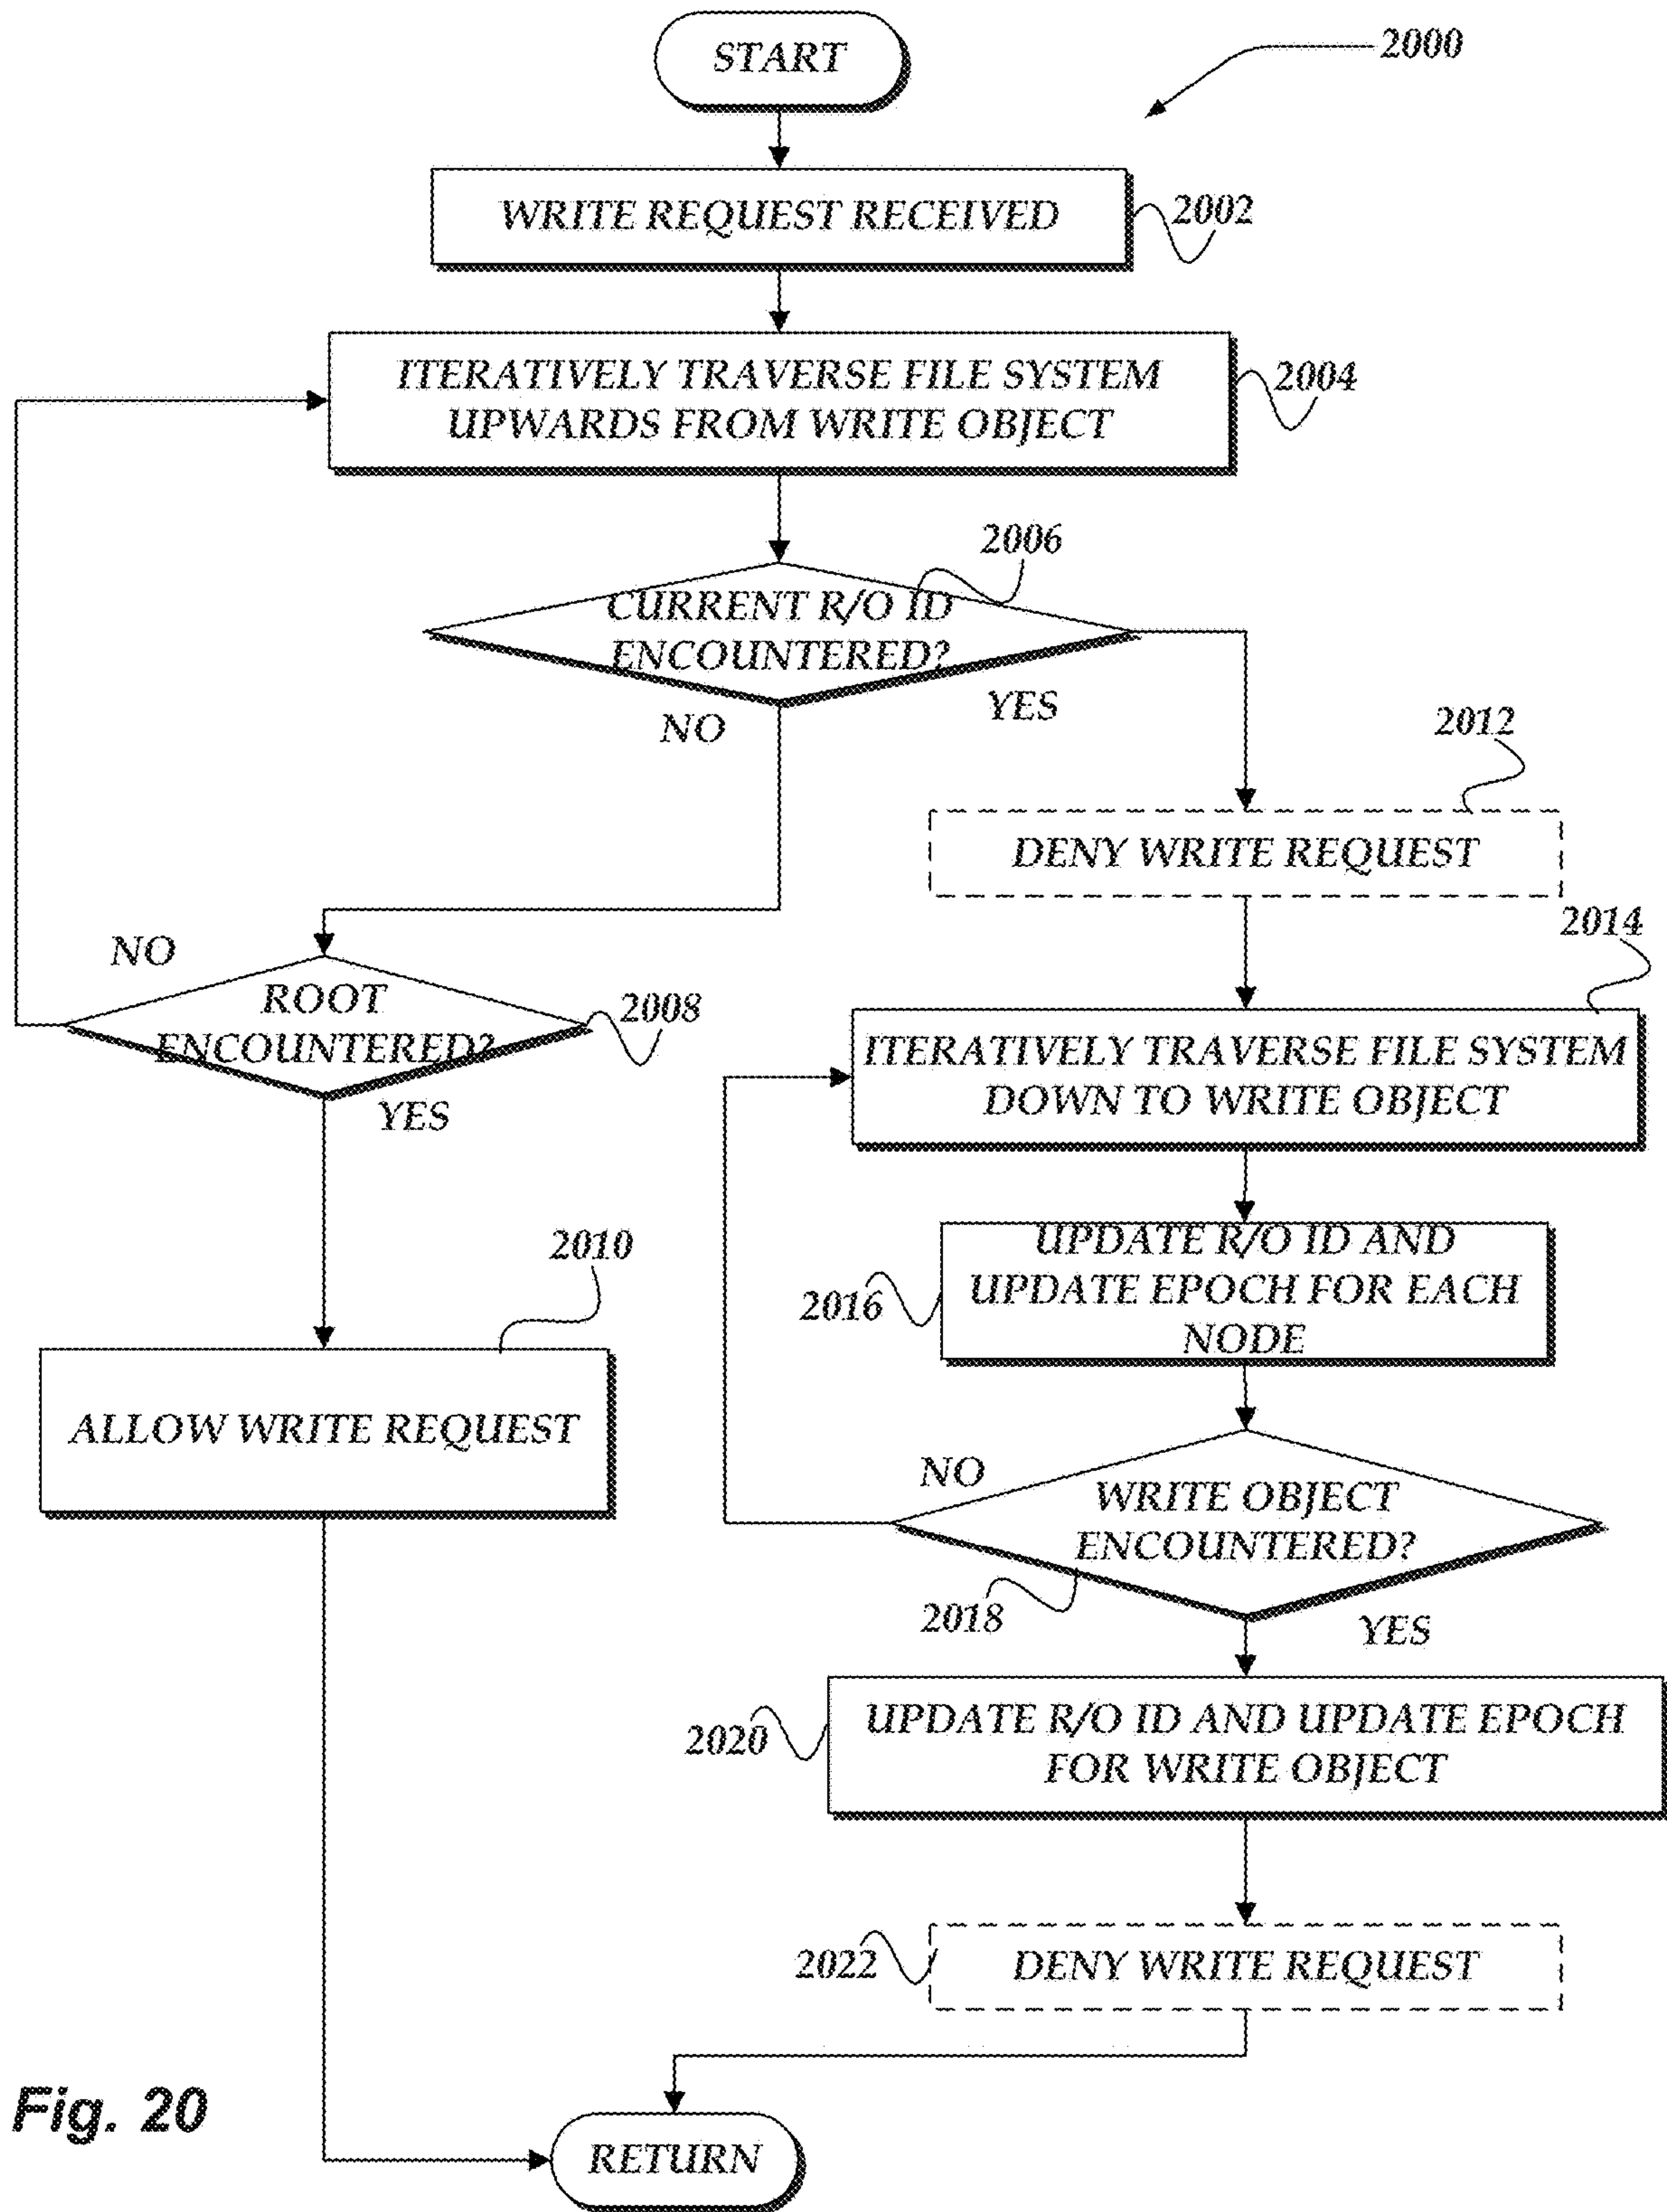 START
2000
WRITE REQUEST RECEIVED
2002
ITERATIVELY TRAVERSE FILE SYSTEM
UPWARDS FROM WRITE OBJECT
2004
2006
CURRENT R/O ID
ENCOUNTERED?
YES
NO
2012
DENY WRITE REQUEST
2014
NO
ROOT
ENCOUNTERED?
2008
YES
ITERATIVELY TRAVERSE FILE SYSTEM
DOWN TO WRITE OBJECT
2010
ALLOW WRITE REQUEST
UPDATE R/O ID AND
UPDATE EPOCH FOR EACH
NODE
2016
NO
WRITE OBJECT
ENCOUNTERED?
2018
YES
UPDATE R/O ID AND UPDATE EPOCH
FOR WRITE OBJECT
2020
2022
DENY WRITE REQUEST
Fig. 20
RETURN